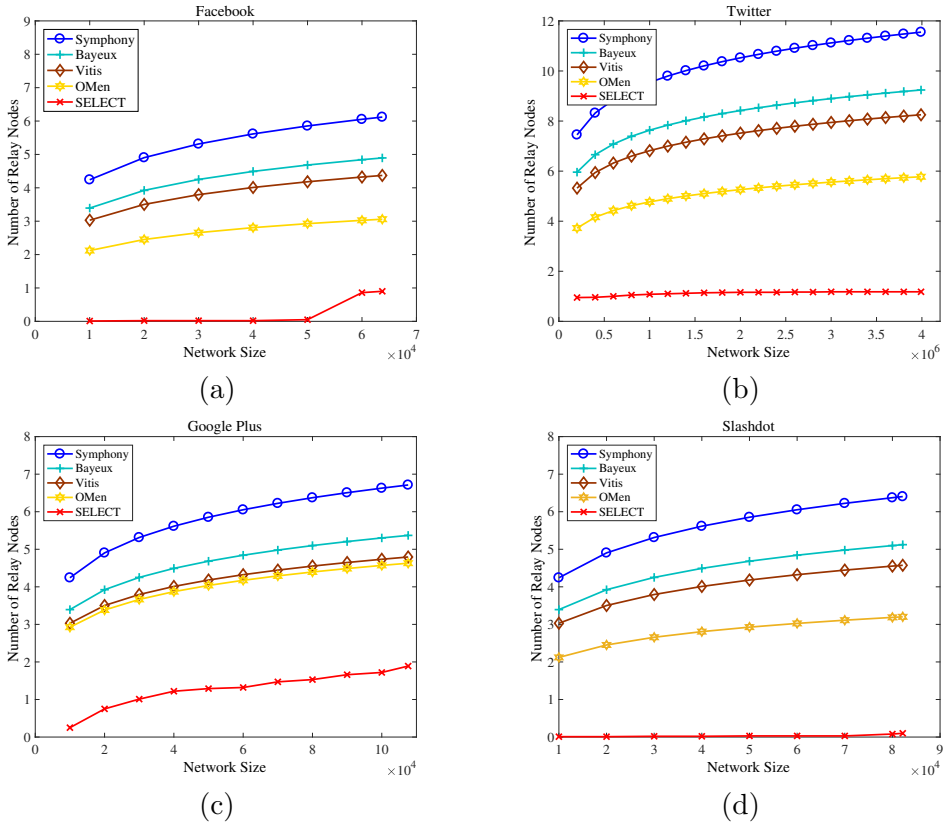 Facebook
9
8
7
6
5
4
3
2
1
0
Number of Relay Nodes
Symphony
Bayeux
Vitis
OMen
SELECT
0 1 2 3 4 5 6 7
×10^4
Network Size
(a)
Twitter
12
10
8
6
4
2
0
Number of Relay Nodes
Symphony
Bayeux
Vitis
OMen
SELECT
0 0.5 1 1.5 2 2.5 3 3.5 4
×10^6
Network Size
(b)
Google Plus
8
7
6
5
4
3
2
1
0
Number of Relay Nodes
Symphony
Bayeux
Vitis
OMen
SELECT
0 2 4 6 8 10
×10^4
Network Size
(c)
Slashdot
8
7
6
5
4
3
2
1
0
Number of Relay Nodes
Symphony
Bayeux
Vitis
OMen
SELECT
1 2 3 4 5 6 7 8 9
×10^4
Network Size
(d)